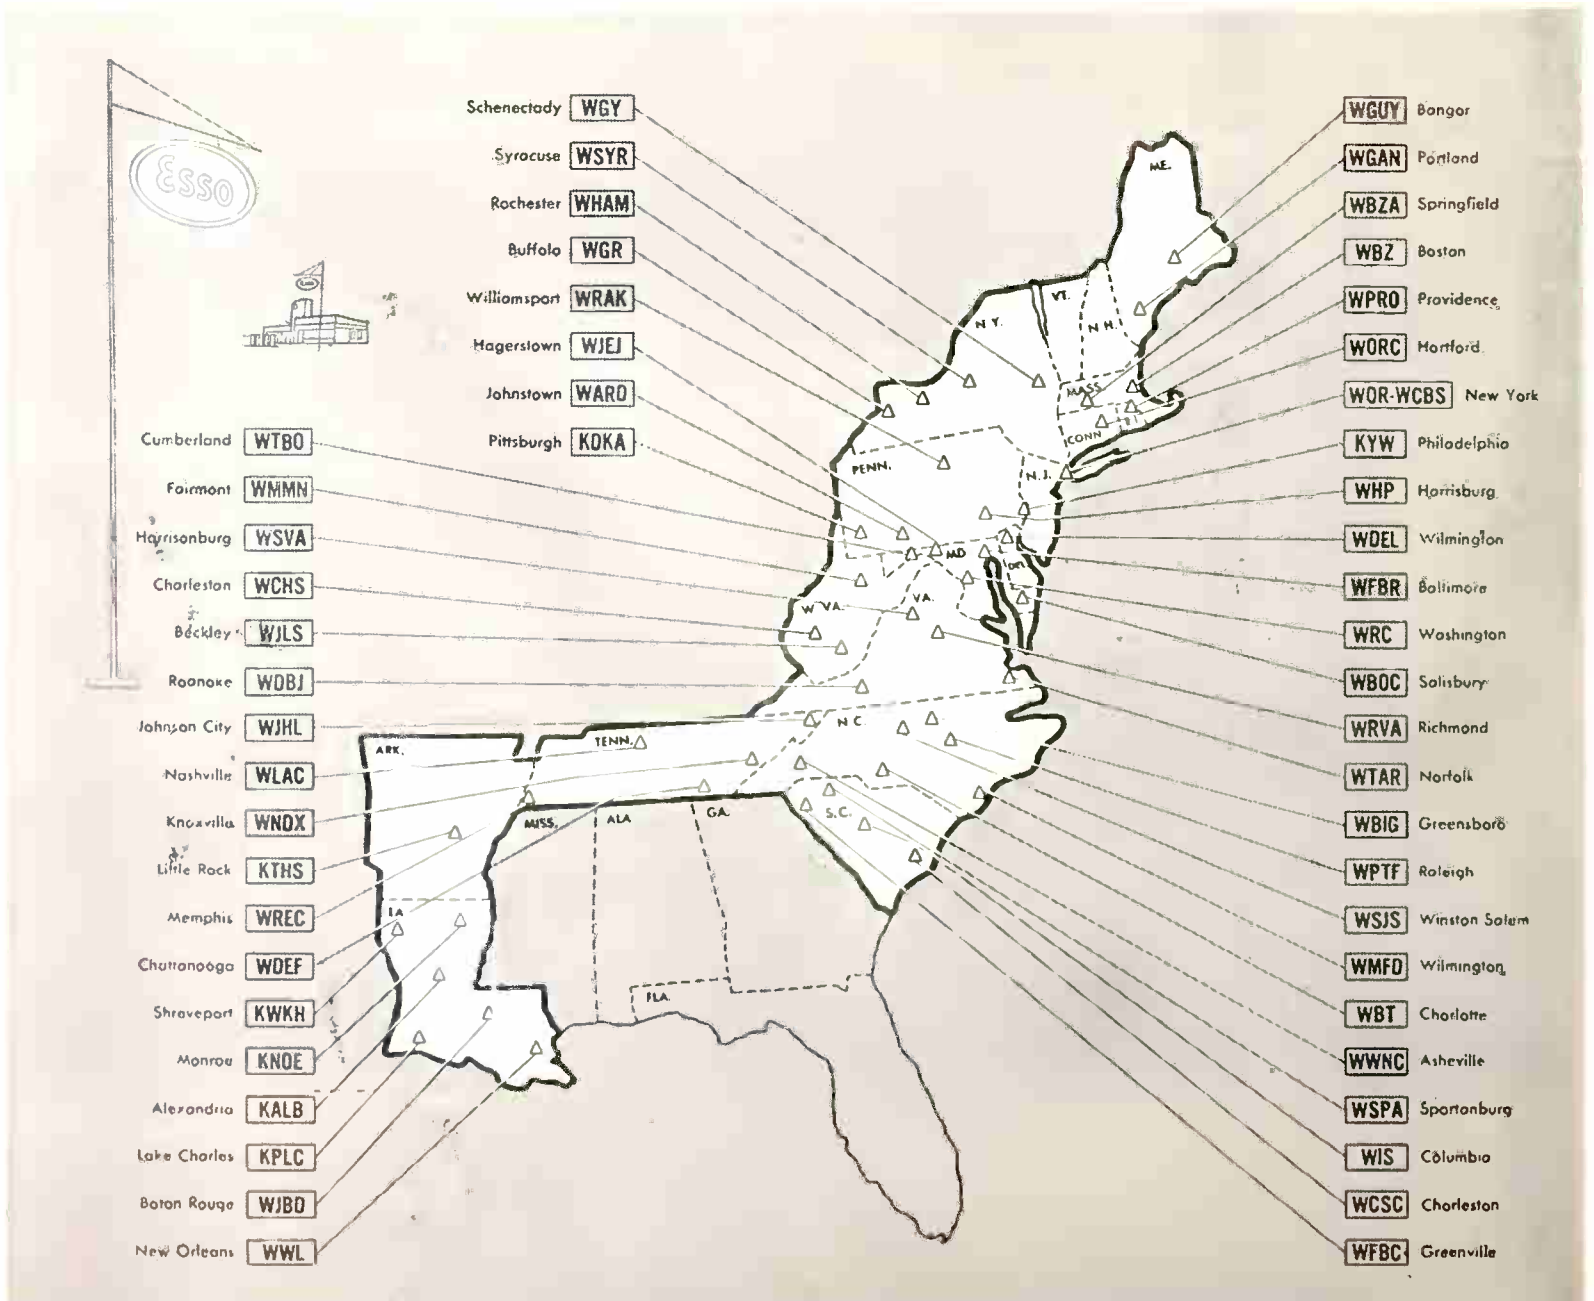 Esso
Schenectady WGY
Syracuse WSYR
Rochester WHAM
Buffalo WGR
Williamsport WRAK
Hagerstown WJEJ
Johnstown WARD
Pittsburgh KDKA
Cumberland WTBO
Fairmont WMMN
Harrisonburg WSVA
Charleston WCHS
Beckley WJLS
Roanoke WDBJ
Johnson City WJHL
Nashville WLAC
Knoxville WNOX
Little Rock KTHS
Memphis WREC
Chattanooga WDEF
Shreveport KWKH
Monroe KNOE
Alexandria KALB
Lake Charles KPLC
Baton Rouge WJBO
New Orleans WWL
ME.
VT.
N.H.
N.Y.
MASS.
CONN
R.I.
PENN.
N.J.
MD
DEL
W VA.
VA.
N C.
TENN.
ARK.
S.C.
MISS.
ALA
GA.
LA
FLA.
WGUY Bangor
WGAN Portland
WBZA Springfield
WBZ Boston
WPRO Providence
WORC Hartford
WOR-WCBS New York
KYW Philadelphia
WHP Harrisburg
WDEL Wilmington
WFBR Baltimore
WRC Washington
WBOC Salisbury
WRVA Richmond
WTAR Norfolk
WBIG Greensboro
WPTF Raleigh
WSJS Winston Salem
WMFD Wilmington
WBT Charlotte
WWNC Asheville
WSPA Spartanburg
WIS Columbia
WCSC Charleston
WFBC Greenville